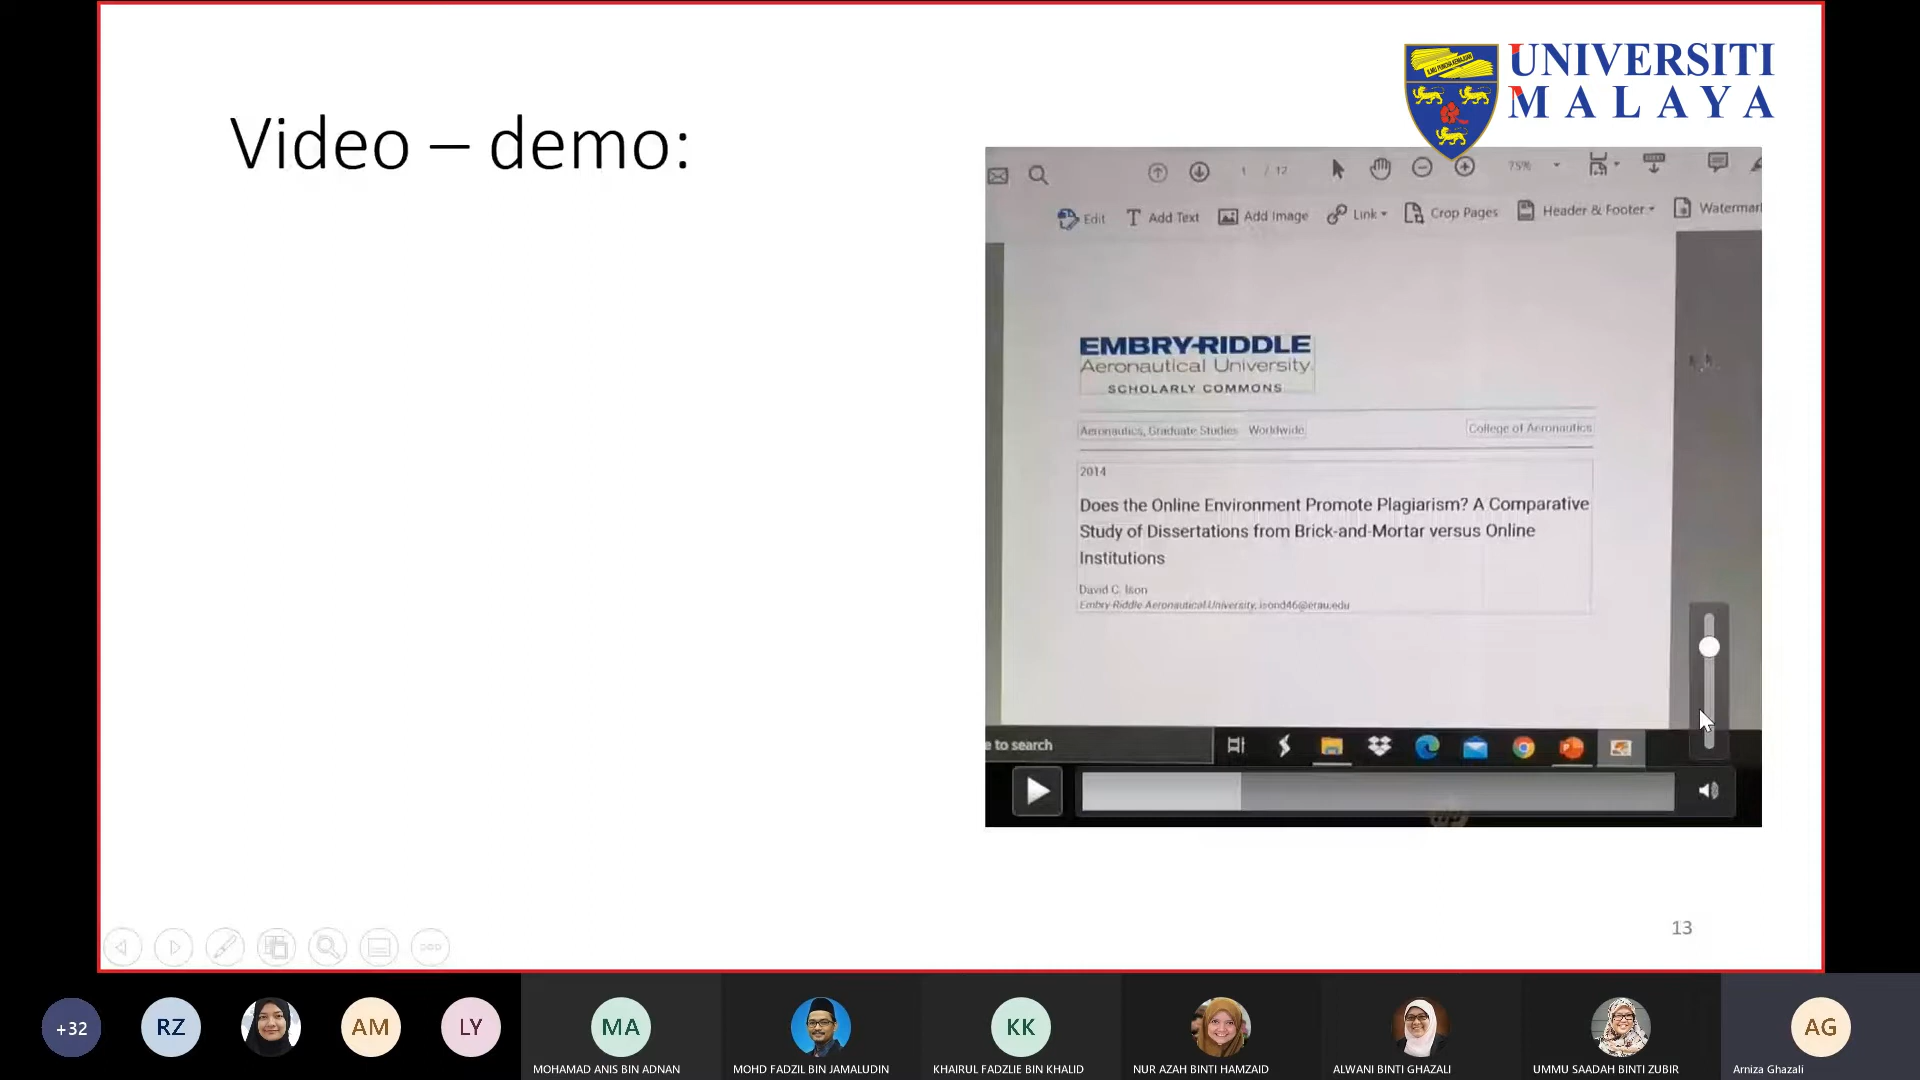 UNIVERSITI
MALAYA
Video – demo:
1 / 12
75%
Edit
Add Text
Add Image
Link
Crop Pages
Header & Footer
Watermar
EMBRY-RIDDLE
Aeronautical University
SCHOLARLY COMMONS
Aeronautics, Graduate Studies Worldwide
College of Aeronautics
2014
Does the Online Environment Promote Plagiarism? A Comparative
Study of Dissertations from Brick-and-Mortar versus Online
Institutions
David C. Ison
Embry-Riddle Aeronautical University, isond46@erau.edu
e to search
13
+32
RZ
AM
LY
MA
KK
AG
MOHAMAD ANIS BIN ADNAN
MOHD FADZIL BIN JAMALUDIN
KHAIRUL FADZLIE BIN KHALID
NUR AZAH BINTI HAMZAID
ALWANI BINTI GHAZALI
UMMU SAADAH BINTI ZUBIR
Arniza Ghazali